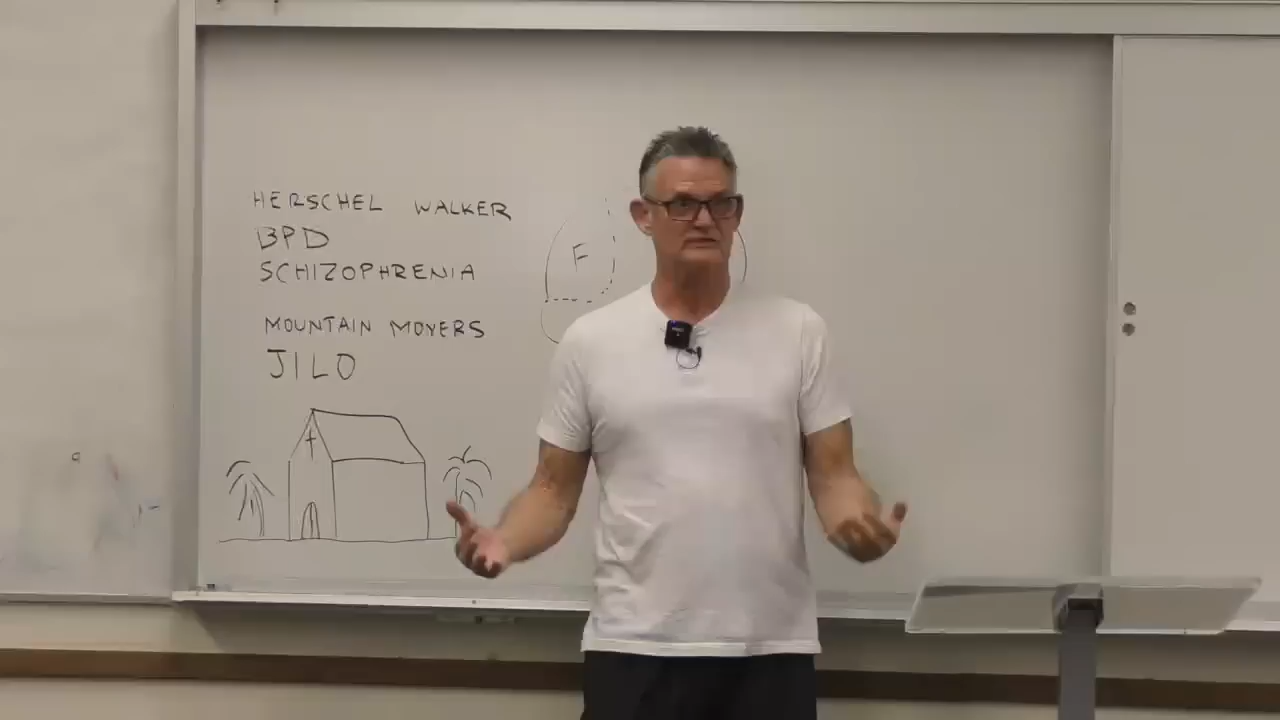 HERSCHEL WALKER
BPD
SCHIZOPHRENIA
MOUNTAIN MOVERS
JILO
F